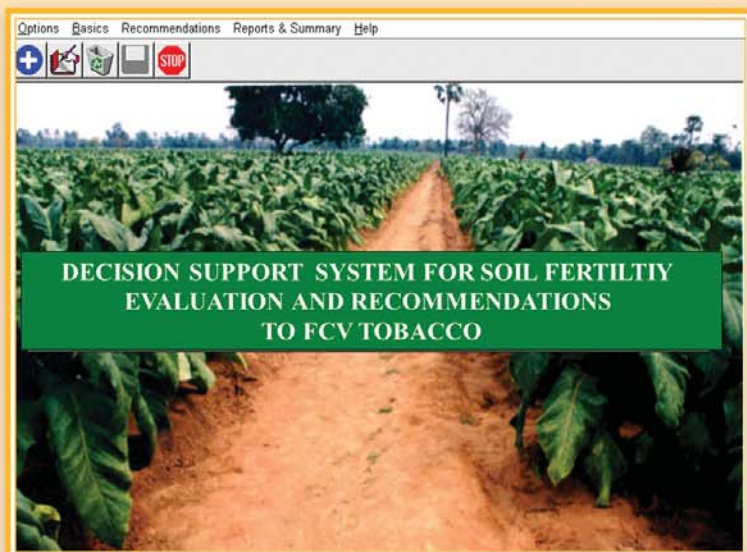 Options Basics Recommendations Reports & Summary Help
STOP
DECISION SUPPORT SYSTEM FOR SOIL FERTILTIY
EVALUATION AND RECOMMENDATIONS
TO FCV TOBACCO